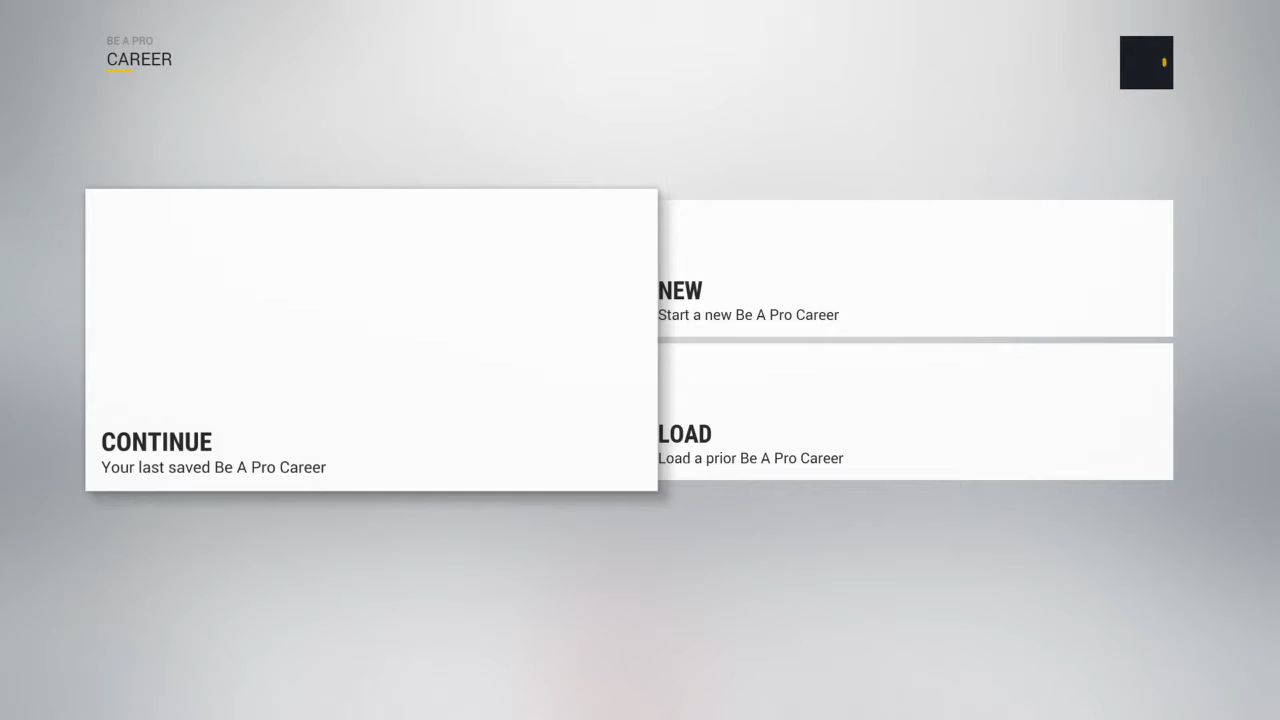 BE A PRO
CAREER
CONTINUE
Your last saved Be A Pro Career
NEW
Start a new Be A Pro Career
LOAD
Load a prior Be A Pro Career